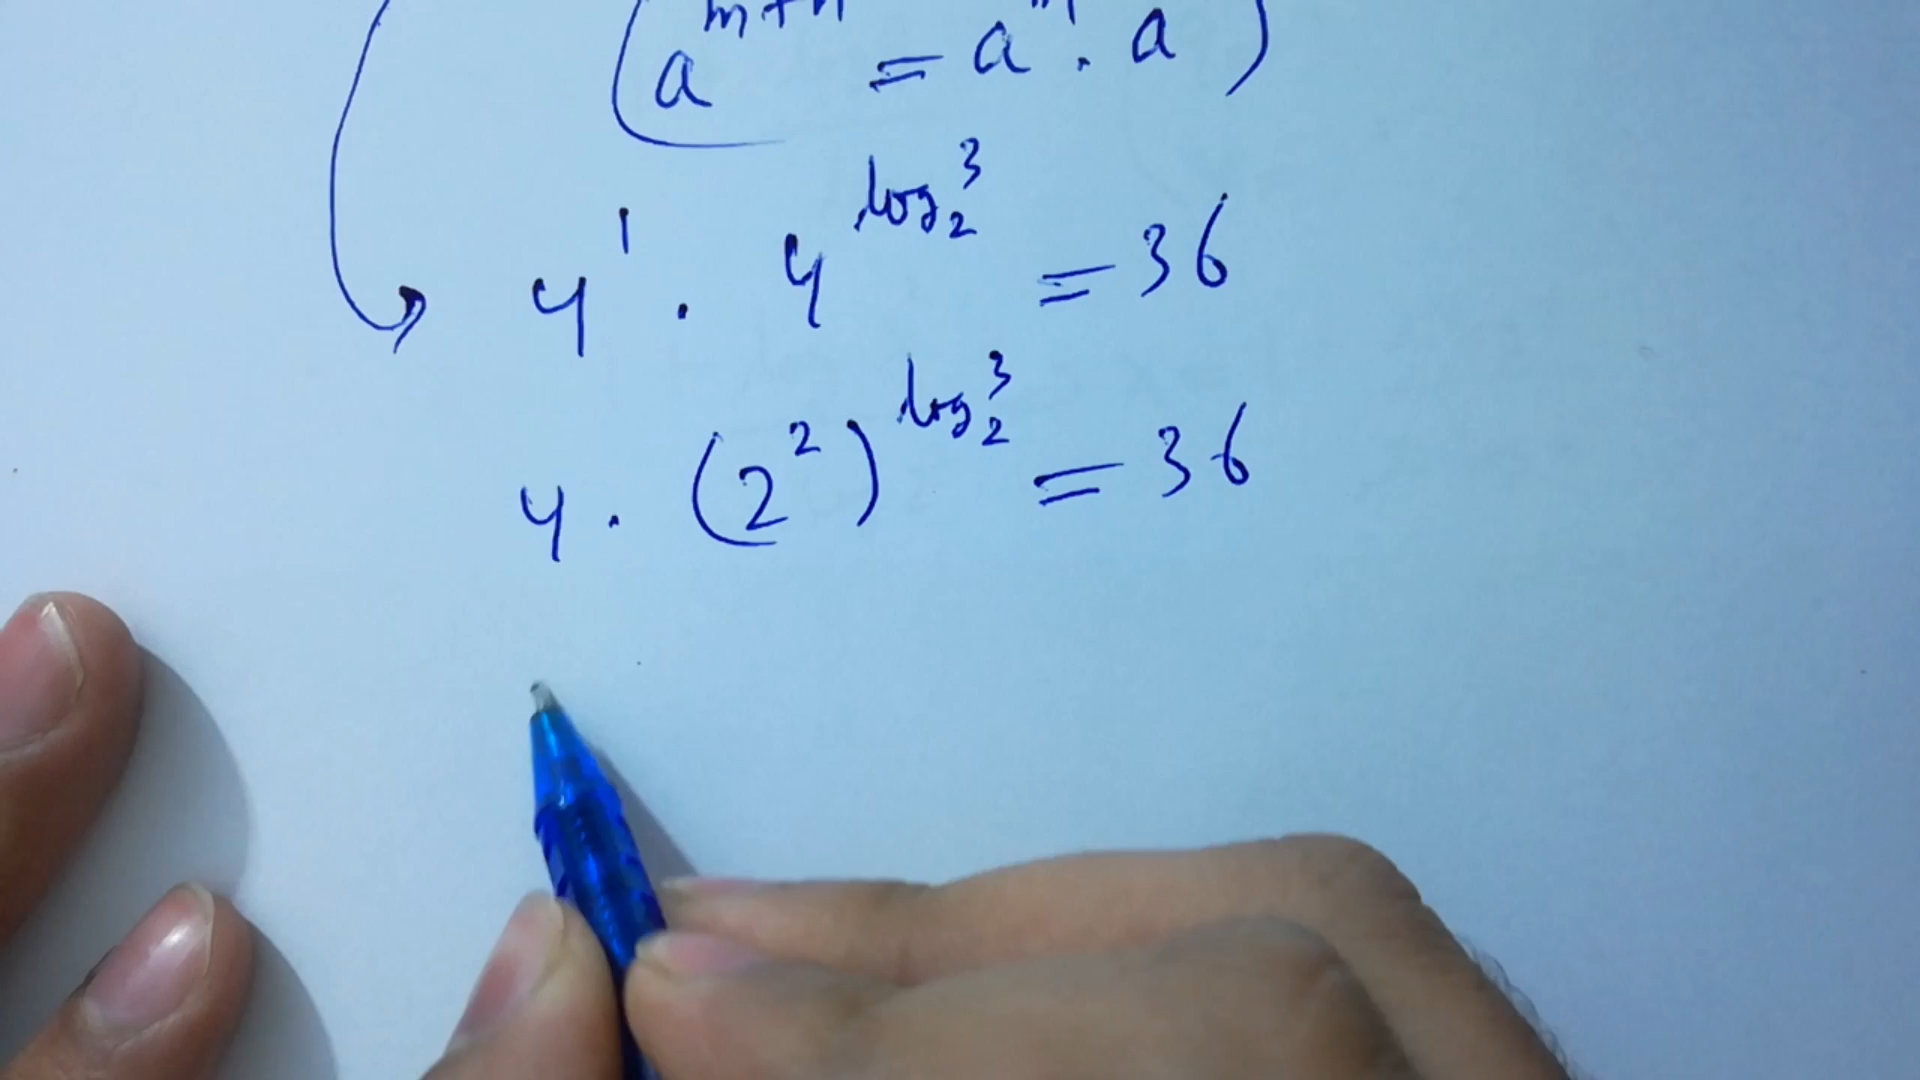 (a^{m+n} = a^m . a)
4^1 . 4^{log_2 3} = 36
4 . (2^2)^{log_2 3} = 36